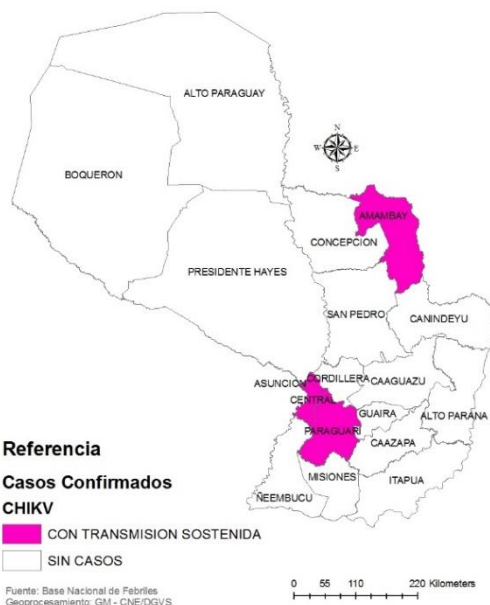 ALTO PARAGUAY
BOQUERON
N
W E
S
AMAMBAY
CONCEPCION
PRESIDENTE HAYES
SAN PEDRO
CANINDEYU
ASUNCION
CORDILLERA
CAAGUAZU
CENTRAL
GUAIRA
ALTO PARANA
PARAGUARI
CAAZAPA
MISIONES
ITAPUA
ÑEEMBUCU
Referencia
Casos Confirmados
CHIKV
CON TRANSMISION SOSTENIDA
SIN CASOS
Fuente: Base Nacional de Febriles
Geoprocesamiento: GM - CNE/DGVS
0 55 110 220 Kilometers